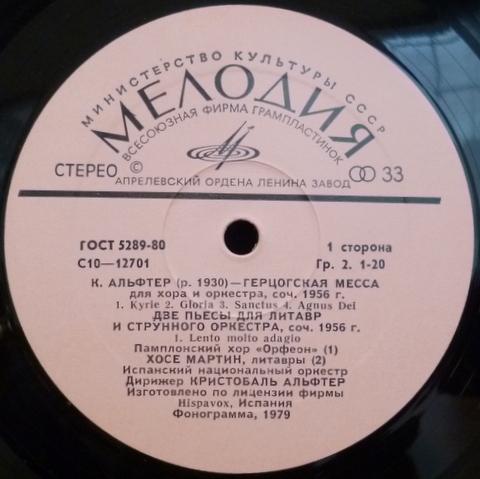 МИНИСТЕРСТВО КУЛЬТУРЫ СССР
МЕЛОДИЯ
ВСЕСОЮЗНАЯ ФИРМА ГРАМПЛАСТИНОК
СТЕРЕО ©
33
АПРЕЛЕВСКИЙ ОРДЕНА ЛЕНИНА ЗАВОД
ГОСТ 5289-80
1 сторона
С10—12701
Гр. 2. 1-20
К. АЛЬФТЕР (р. 1930)—ГЕРЦОГСКАЯ МЕССА
для хора и оркестра, соч. 1956 г.
1. Kyrie 2. Gloria 3. Sanctus 4. Agnus Dei
ДВЕ ПЬЕСЫ ДЛЯ ЛИТАВР
И СТРУННОГО ОРКЕСТРА, соч. 1956 г.
1. Lento molto adagio
Памплонский хор «Орфеон» (1)
ХОСЕ МАРТИН, литавры (2)
Испанский национальный оркестр
Дирижер КРИСТОБАЛЬ АЛЬФТЕР
Изготовлено по лицензии фирмы
Hispavox, Испания
Фонограмма, 1979